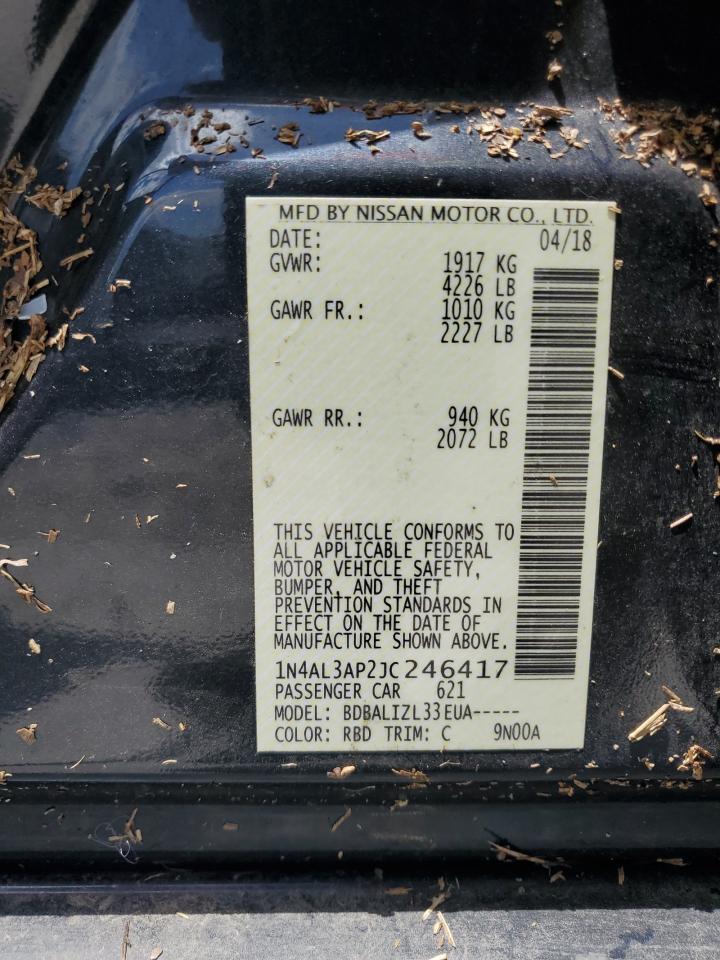 MFD BY NISSAN MOTOR CO., LTD.
DATE: 04/18
GVWR: 1917 KG
4226 LB
GAWR FR.: 1010 KG
2227 LB
GAWR RR.: 940 KG
2072 LB
THIS VEHICLE CONFORMS TO
ALL APPLICABLE FEDERAL
MOTOR VEHICLE SAFETY,
BUMPER, AND THEFT
PREVENTION STANDARDS IN
EFFECT ON THE DATE OF
MANUFACTURE SHOWN ABOVE.
1N4AL3AP2JC246417
PASSENGER CAR 621
MODEL: BDBALIZL33EUA-----
COLOR: RBD TRIM: C 9N00A